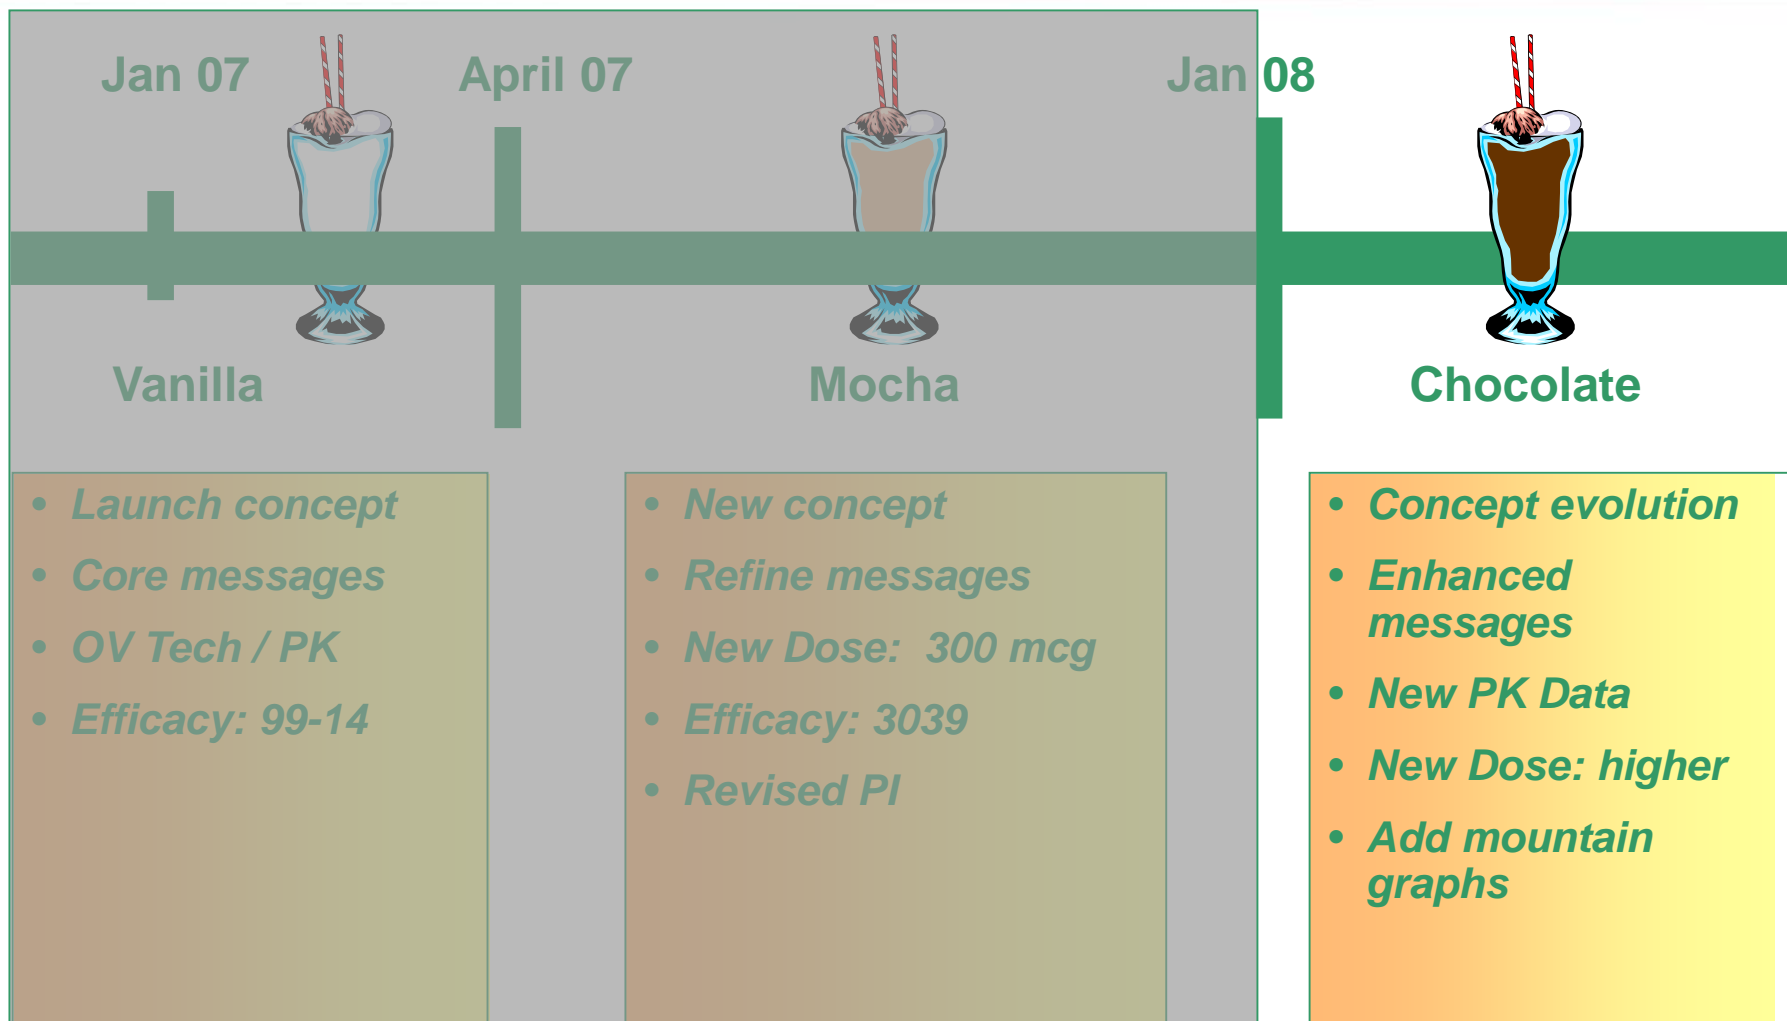 Jan 07
April 07
Jan 08
Vanilla
Mocha
Chocolate
• Launch concept
• Core messages
• OV Tech / PK
• Efficacy: 99-14
• New concept
• Refine messages
• New Dose:  300 mcg
• Efficacy: 3039
• Revised PI
• Concept evolution
• Enhanced
messages
• New PK Data
• New Dose: higher
• Add mountain
graphs